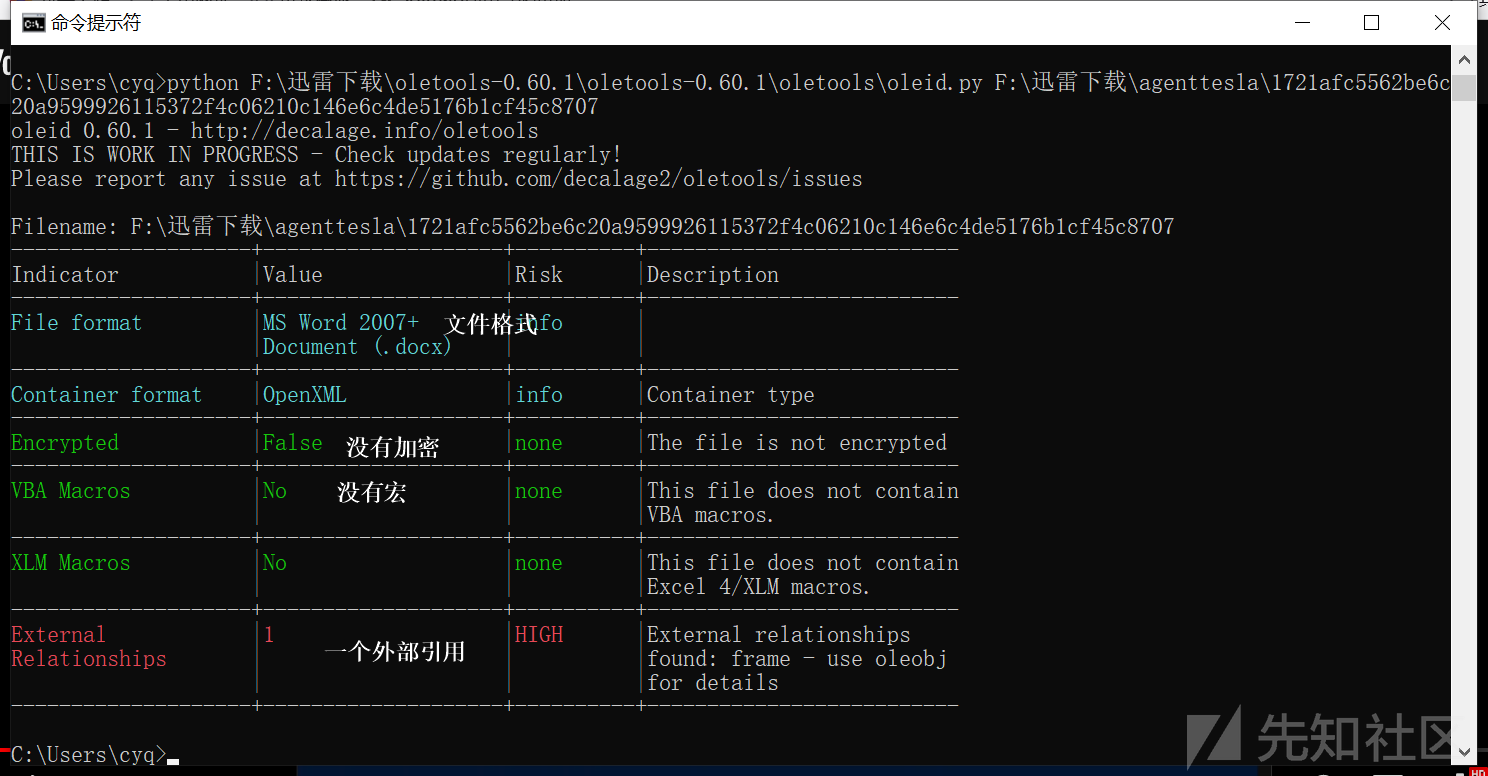 命令提示符
C:\Users\cyq>python F:\迅雷下载\oletools-0.60.1\oletools-0.60.1\oletools\oleid.py F:\迅雷下载\agenttesla\1721afc5562be6c
20a9599926115372f4c06210c146e6c4de5176b1cf45c8707
oleid 0.60.1 - http://decalage.info/oletools
THIS IS WORK IN PROGRESS - Check updates regularly!
Please report any issue at https://github.com/decalage2/oletools/issues
Filename: F:\迅雷下载\agenttesla\1721afc5562be6c20a9599926115372f4c06210c146e6c4de5176b1cf45c8707
Indicator Value Risk Description
File format MS Word 2007+ 文件格式 info
Document (.docx)
Container format OpenXML info Container type
Encrypted False 没有加密 none The file is not encrypted
VBA Macros No 没有宏 none This file does not contain
VBA macros.
XLM Macros No none This file does not contain
Excel 4/XLM macros.
External 1 一个外部引用 HIGH External relationships
Relationships found: frame - use oleobj
for details
C:\Users\cyq>
先知社区
HD